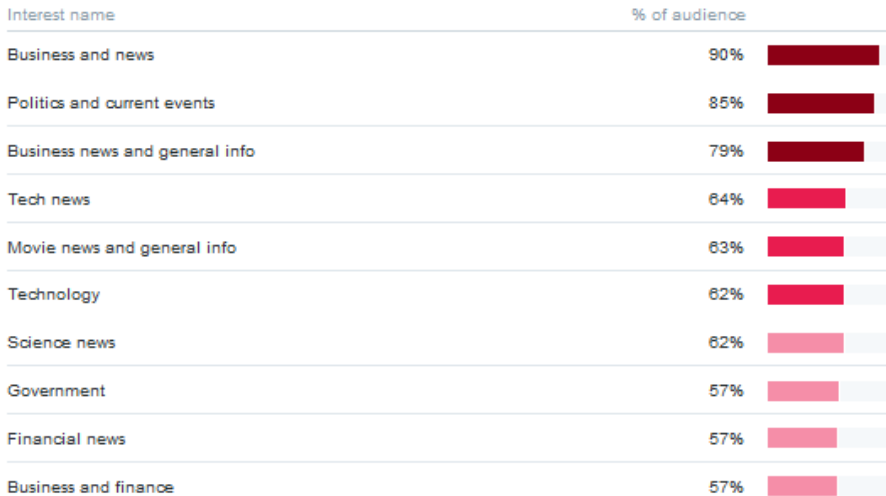 Interest name % of audience
Business and news 90%
Politics and current events 85%
Business news and general info 79%
Tech news 64%
Movie news and general info 63%
Technology 62%
Science news 62%
Government 57%
Financial news 57%
Business and finance 57%